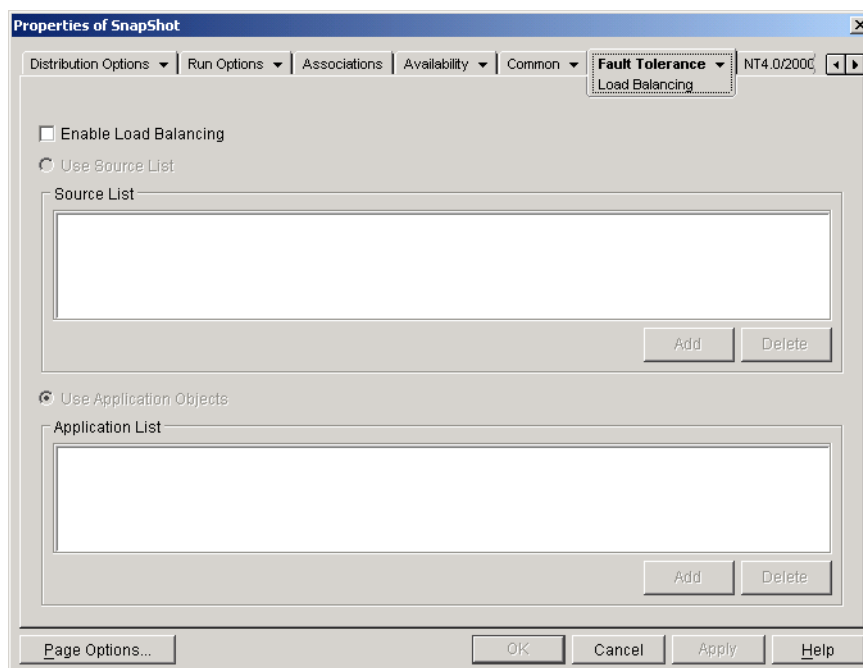 Properties of SnapShot
Distribution Options Run Options Associations Availability Common Fault Tolerance NT4.0/2000
Load Balancing
Enable Load Balancing
Use Source List
Source List
Add Delete
Use Application Objects
Application List
Add Delete
Page Options... OK Cancel Apply Help